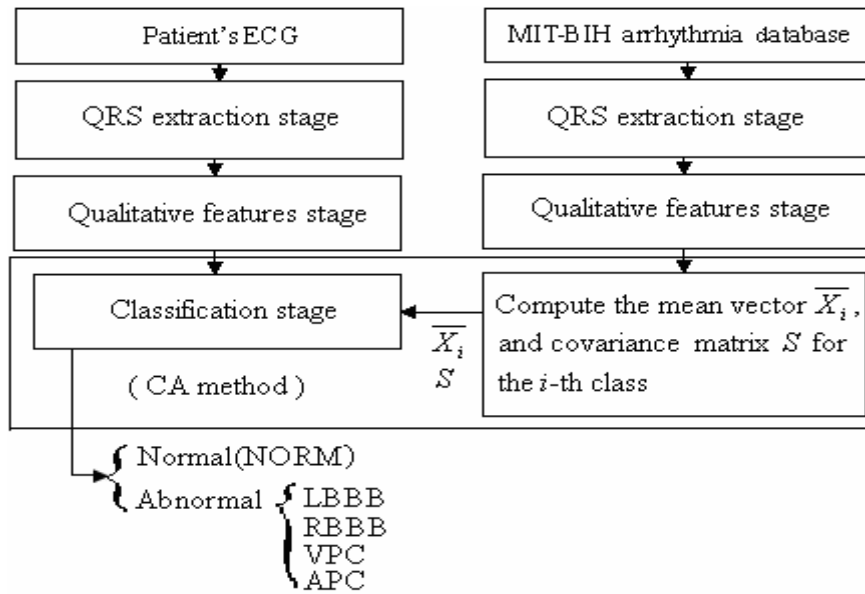 Patient's ECG
MIT-BIH arrhythmia database
QRS extraction stage
QRS extraction stage
Qualitative features stage
Qualitative features stage
Classification stage
( CA method )
X̅ᵢ
S
Compute the mean vector X̅ᵢ,
and covariance matrix S for
the i-th class
Normal(NORM)
Abnormal
LBBB
RBBB
VPC
APC